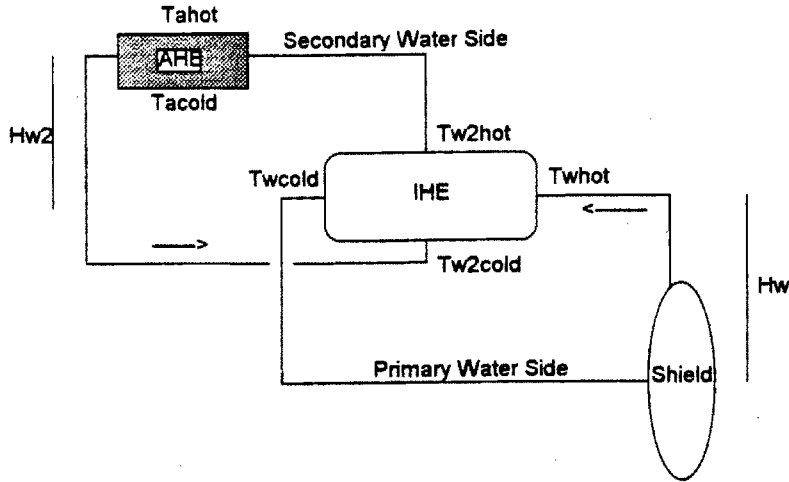 Tahot
Secondary Water Side
AHE
Tacold
Hw2
Tw2hot
Twcold
IHE
Twhot
<
>
Tw2cold
Hw
Primary Water Side
Shield